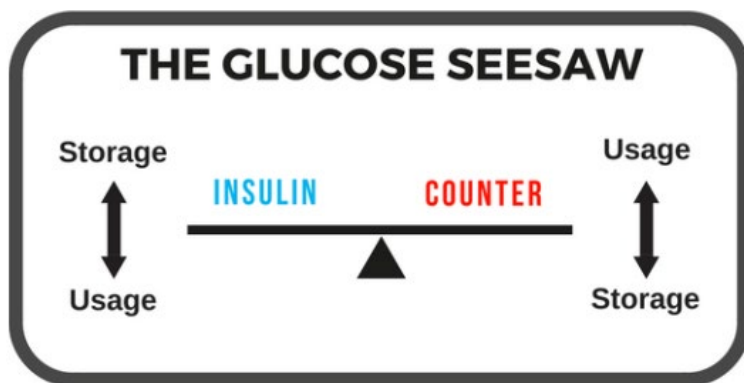 THE GLUCOSE SEESAW
Storage
Usage
INSULIN
COUNTER
Usage
Storage